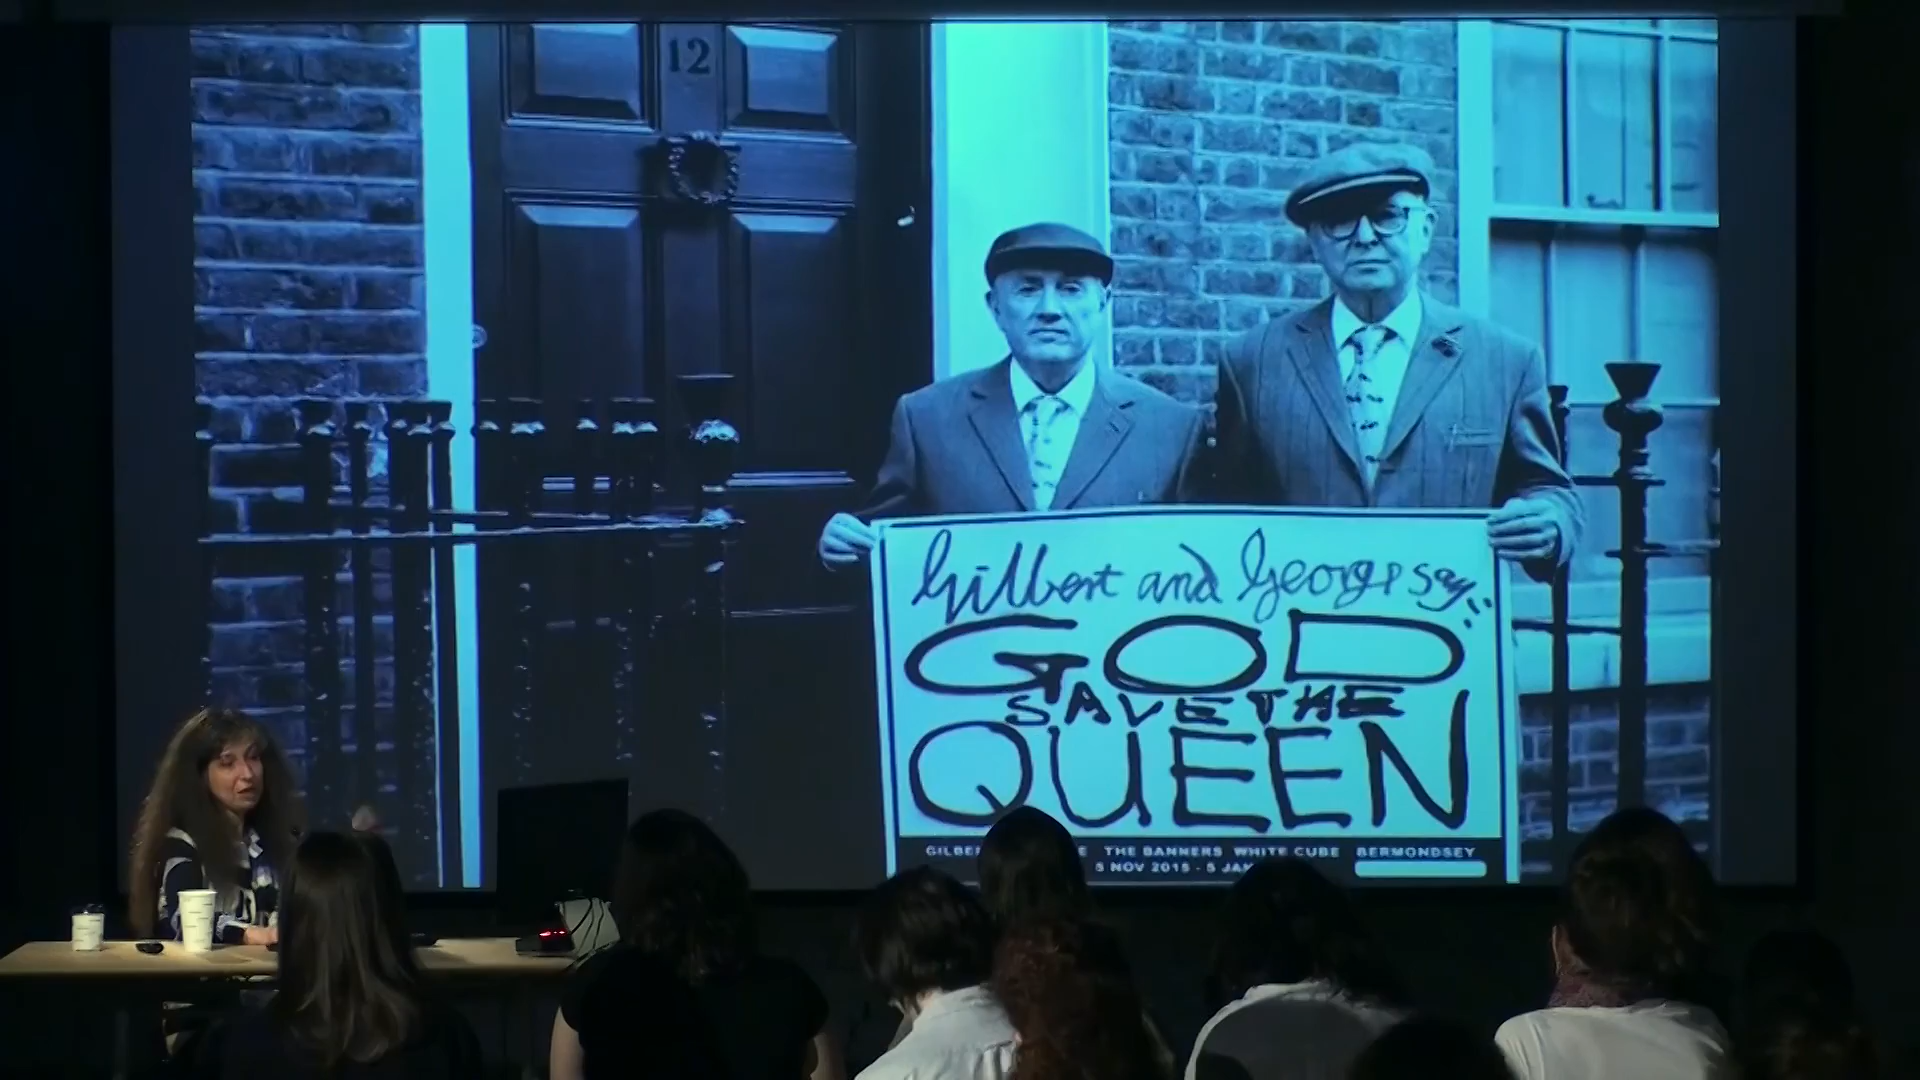 12
Gilbert and George say:
GOD
SAVE THE
QUEEN
THE BANNERS WHITE CUBE BERMONDSEY
5 NOV 2015 - 5